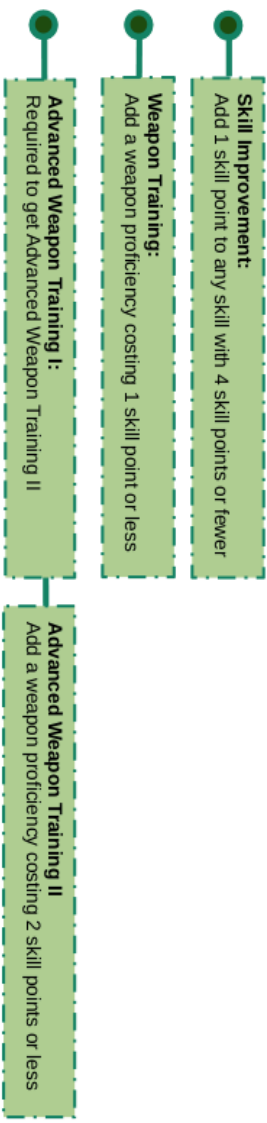 Skill Improvement:
Add 1 skill point to any skill with 4 skill points or fewer
Weapon Training:
Add a weapon proficiency costing 1 skill point or less
Advanced Weapon Training I:
Required to get Advanced Weapon Training II
Advanced Weapon Training II
Add a weapon proficiency costing 2 skill points or less